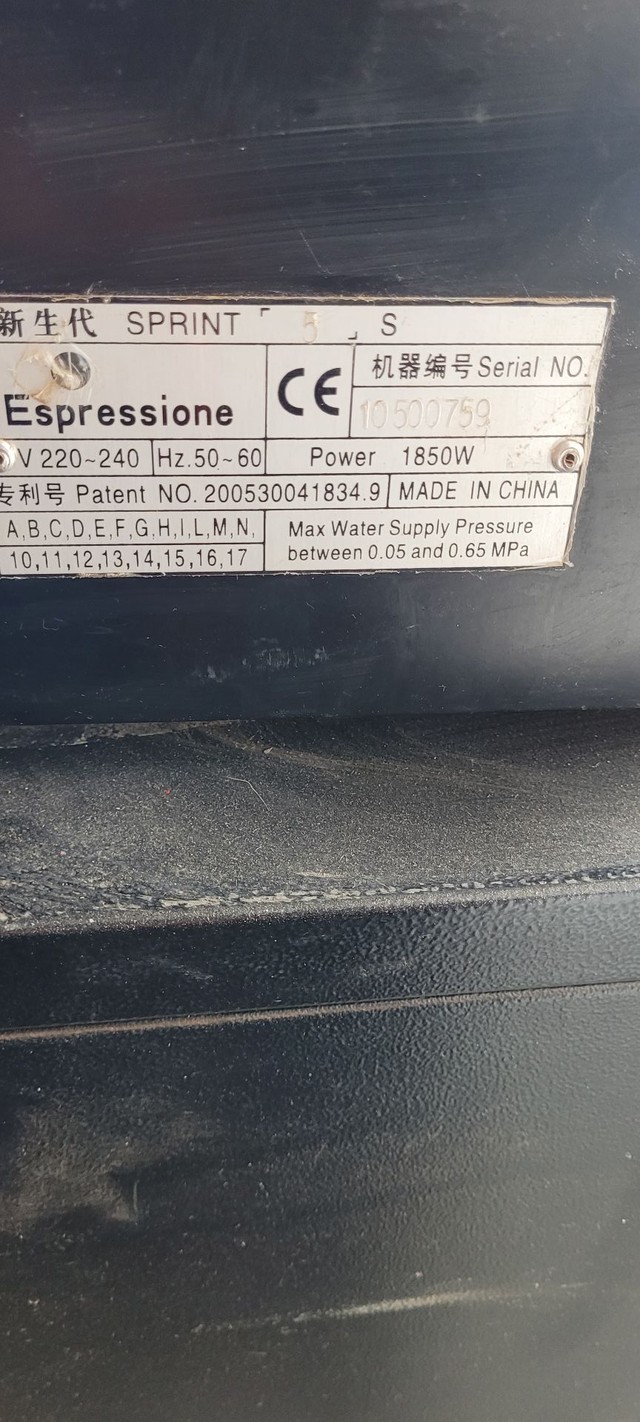 新生代 SPRINT「 5 」S
Espressione
CE
机器编号 Serial NO.
10500759
V 220~240 Hz.50~60 Power 1850W
专利号 Patent NO. 200530041834.9 MADE IN CHINA
A,B,C,D,E,F,G,H,I,L,M,N,
10,11,12,13,14,15,16,17
Max Water Supply Pressure
between 0.05 and 0.65 MPa